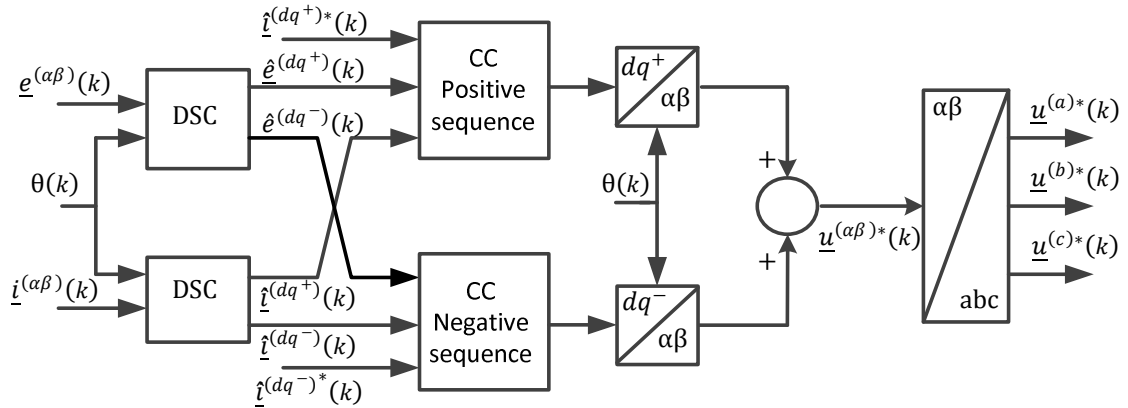 î̲^(dq⁺)*(k)
e̲^(αβ)(k)
DSC
ê̲^(dq⁺)(k)
ê^(dq⁻)(k)
CC
Positive
sequence
dq⁺
αβ
θ(k)
θ(k)
+
+
u̲^(αβ)*(k)
αβ
abc
u̲^(a)*(k)
u̲^(b)*(k)
u̲^(c)*(k)
i̲^(αβ)(k)
DSC
î̲^(dq⁺)(k)
î̲^(dq⁻)(k)
î̲^(dq⁻)*(k)
CC
Negative
sequence
dq⁻
αβ